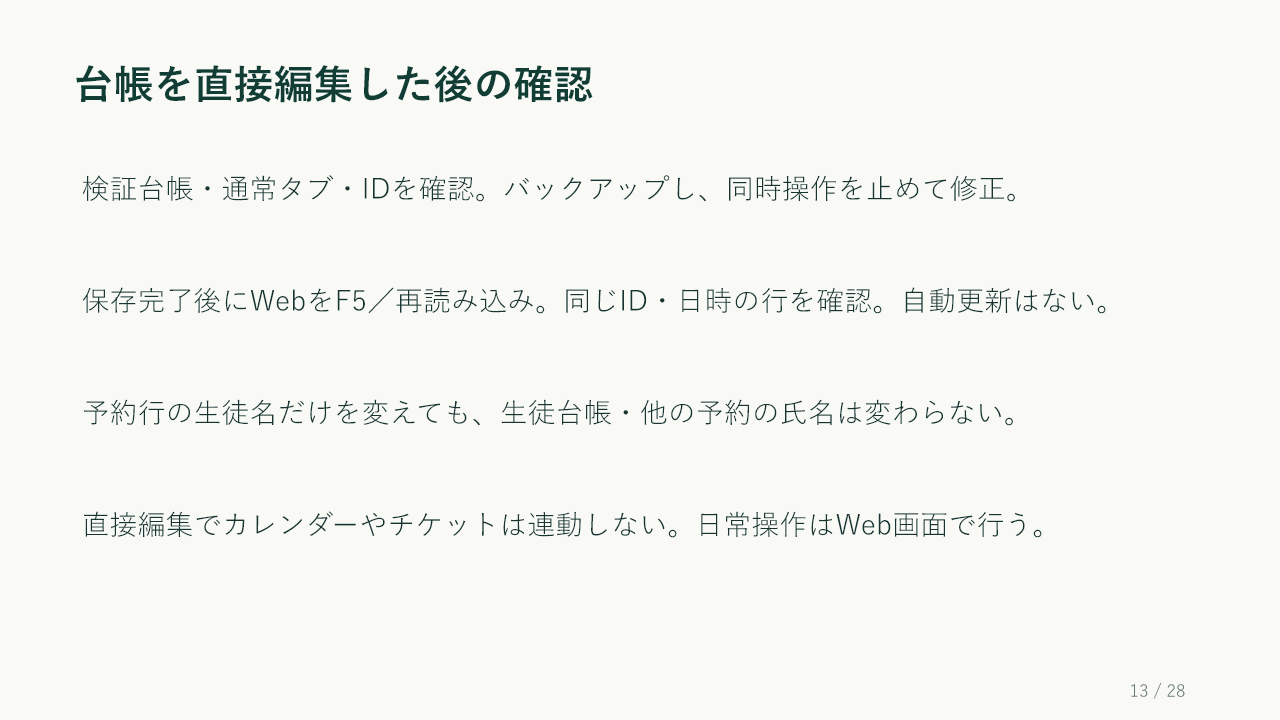 台帳を直接編集した後の確認
検証台帳・通常タブ・IDを確認。バックアップし、同時操作を止めて修正。
保存完了後にWebをF5／再読み込み。同じID・日時の行を確認。自動更新はない。
予約行の生徒名だけを変えても、生徒台帳・他の予約の氏名は変わらない。
直接編集でカレンダーやチケットは連動しない。日常操作はWeb画面で行う。
13 / 28